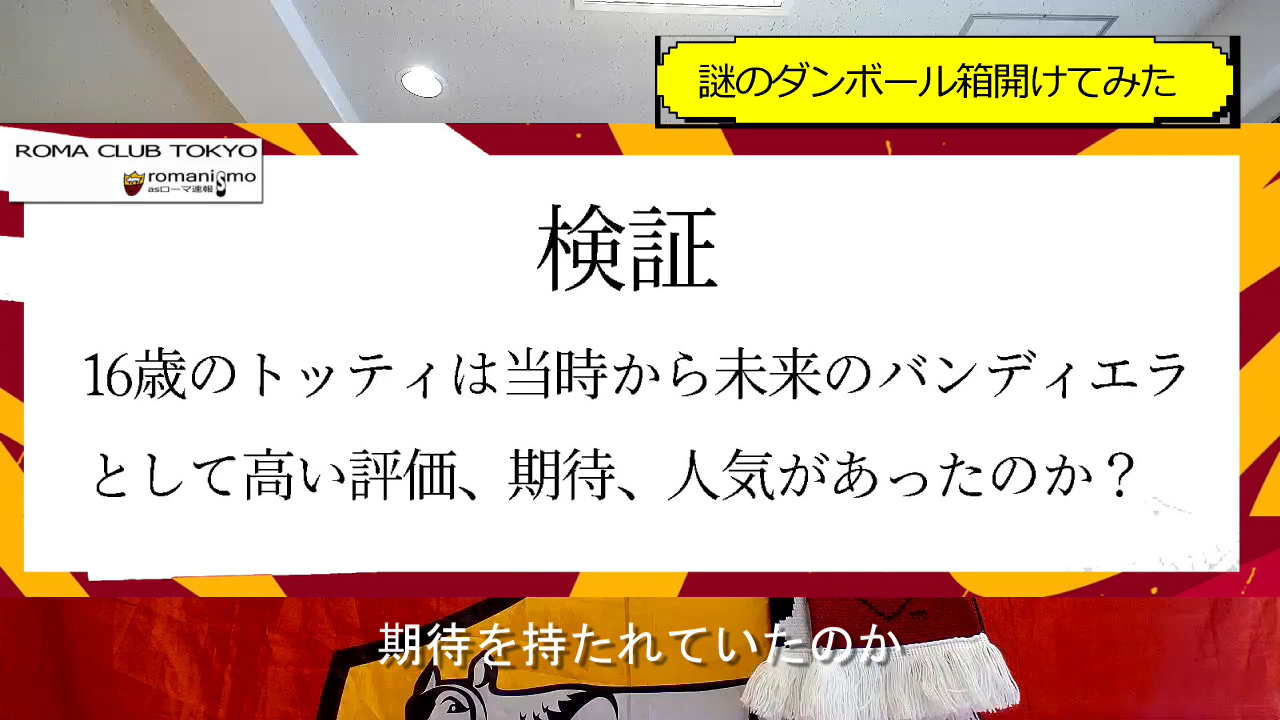 謎のダンボール箱開けてみた
ROMA CLUB TOKYO
romanismo
asローマ速報
検証
16歳のトッティは当時から未来のバンディエラ
として高い評価、期待、人気があったのか？
期待を持たれていたのか